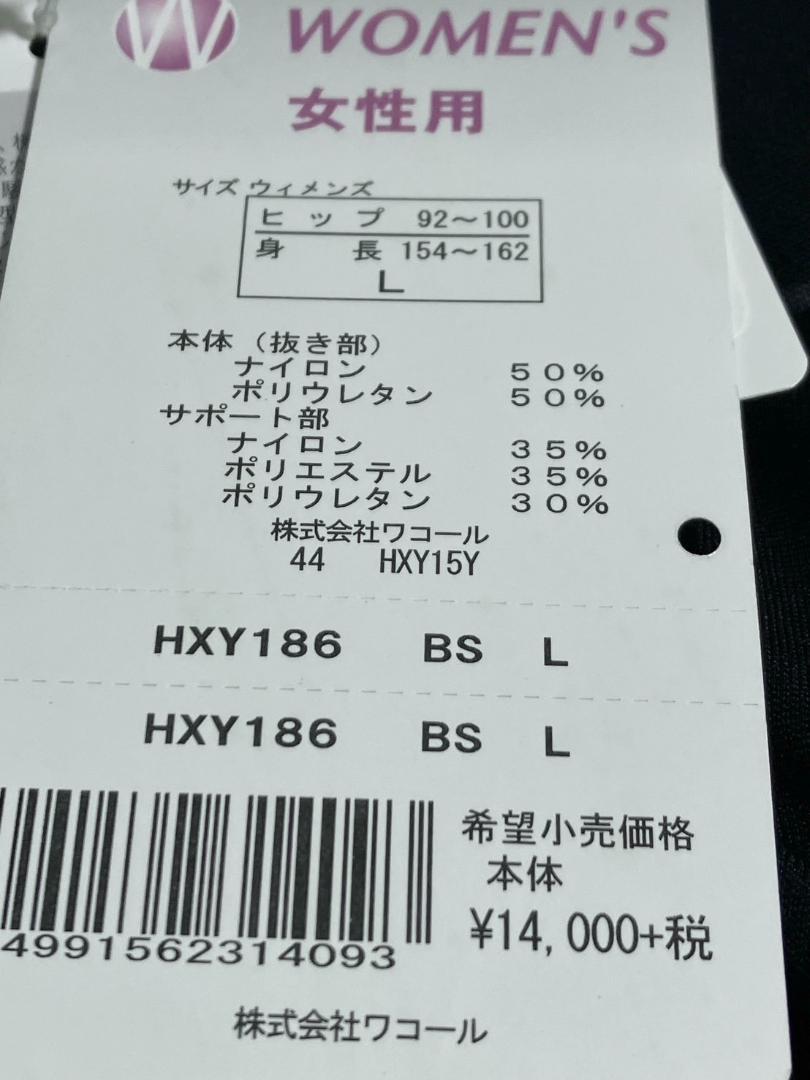 W WOMEN'S
女性用
サイズ ウィメンズ
ヒップ 92～100
身長 154～162
L
本体（抜き部）
ナイロン 50%
ポリウレタン 50%
サポート部
ナイロン 35%
ポリエステル 35%
ポリウレタン 30%
株式会社ワコール
44 HXY15Y
HXY186 BS L
HXY186 BS L
希望小売価格
本体
¥14,000+税
4991562314093
株式会社ワコール